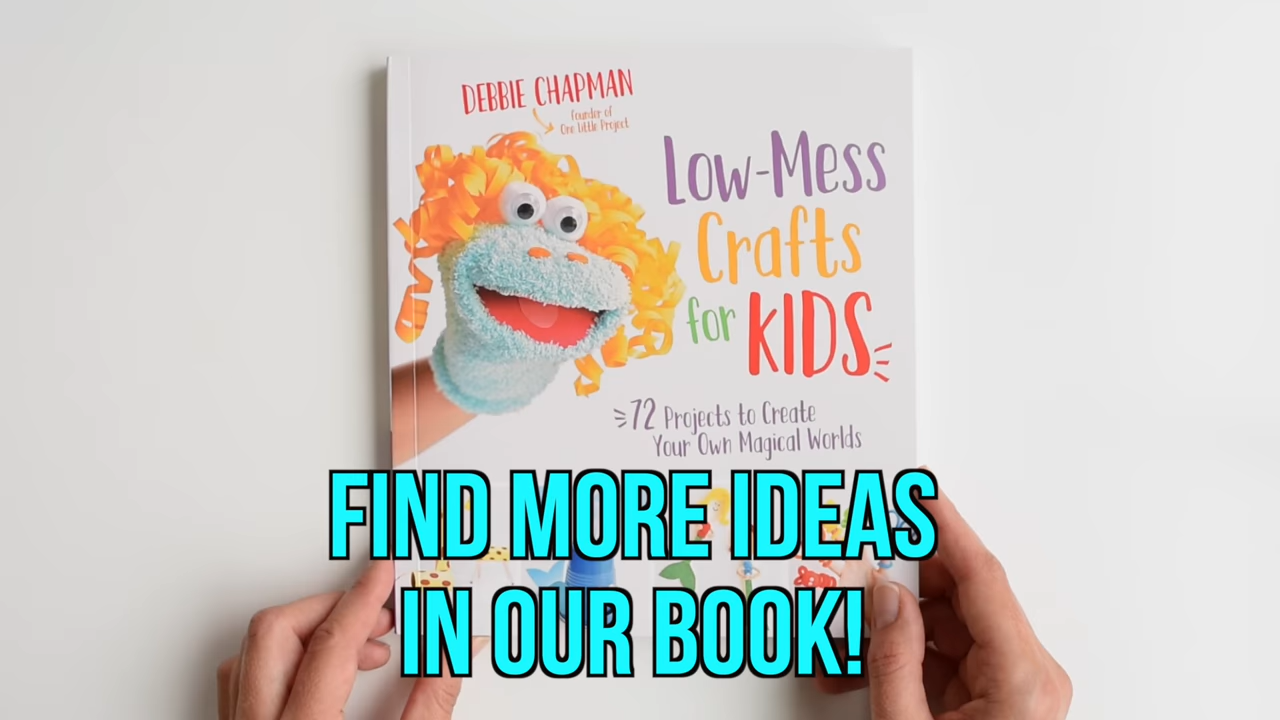 DEBBIE CHAPMAN
founder of
One Little Project
Low-Mess
Crafts
for KIDS
72 Projects to Create
Your Own Magical Worlds
FIND MORE IDEAS
IN OUR BOOK!